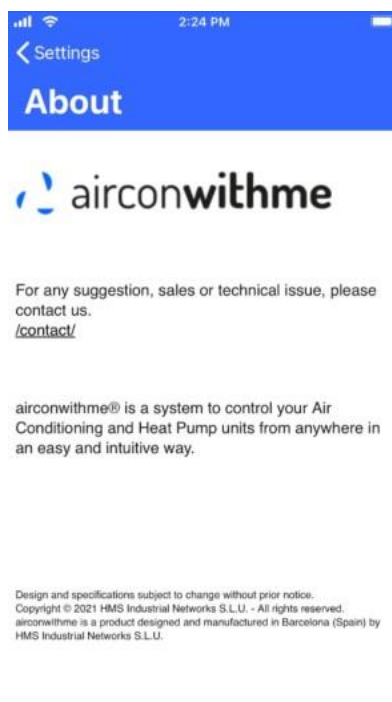 2:24 PM
Settings
About
airconwithme
For any suggestion, sales or technical issue, please
contact us.
/contact/
airconwithme® is a system to control your Air
Conditioning and Heat Pump units from anywhere in
an easy and intuitive way.
Design and specifications subject to change without prior notice.
Copyright © 2021 HMS Industrial Networks S.L.U. - All rights reserved.
airconwithme is a product designed and manufactured in Barcelona (Spain) by
HMS Industrial Networks S.L.U.